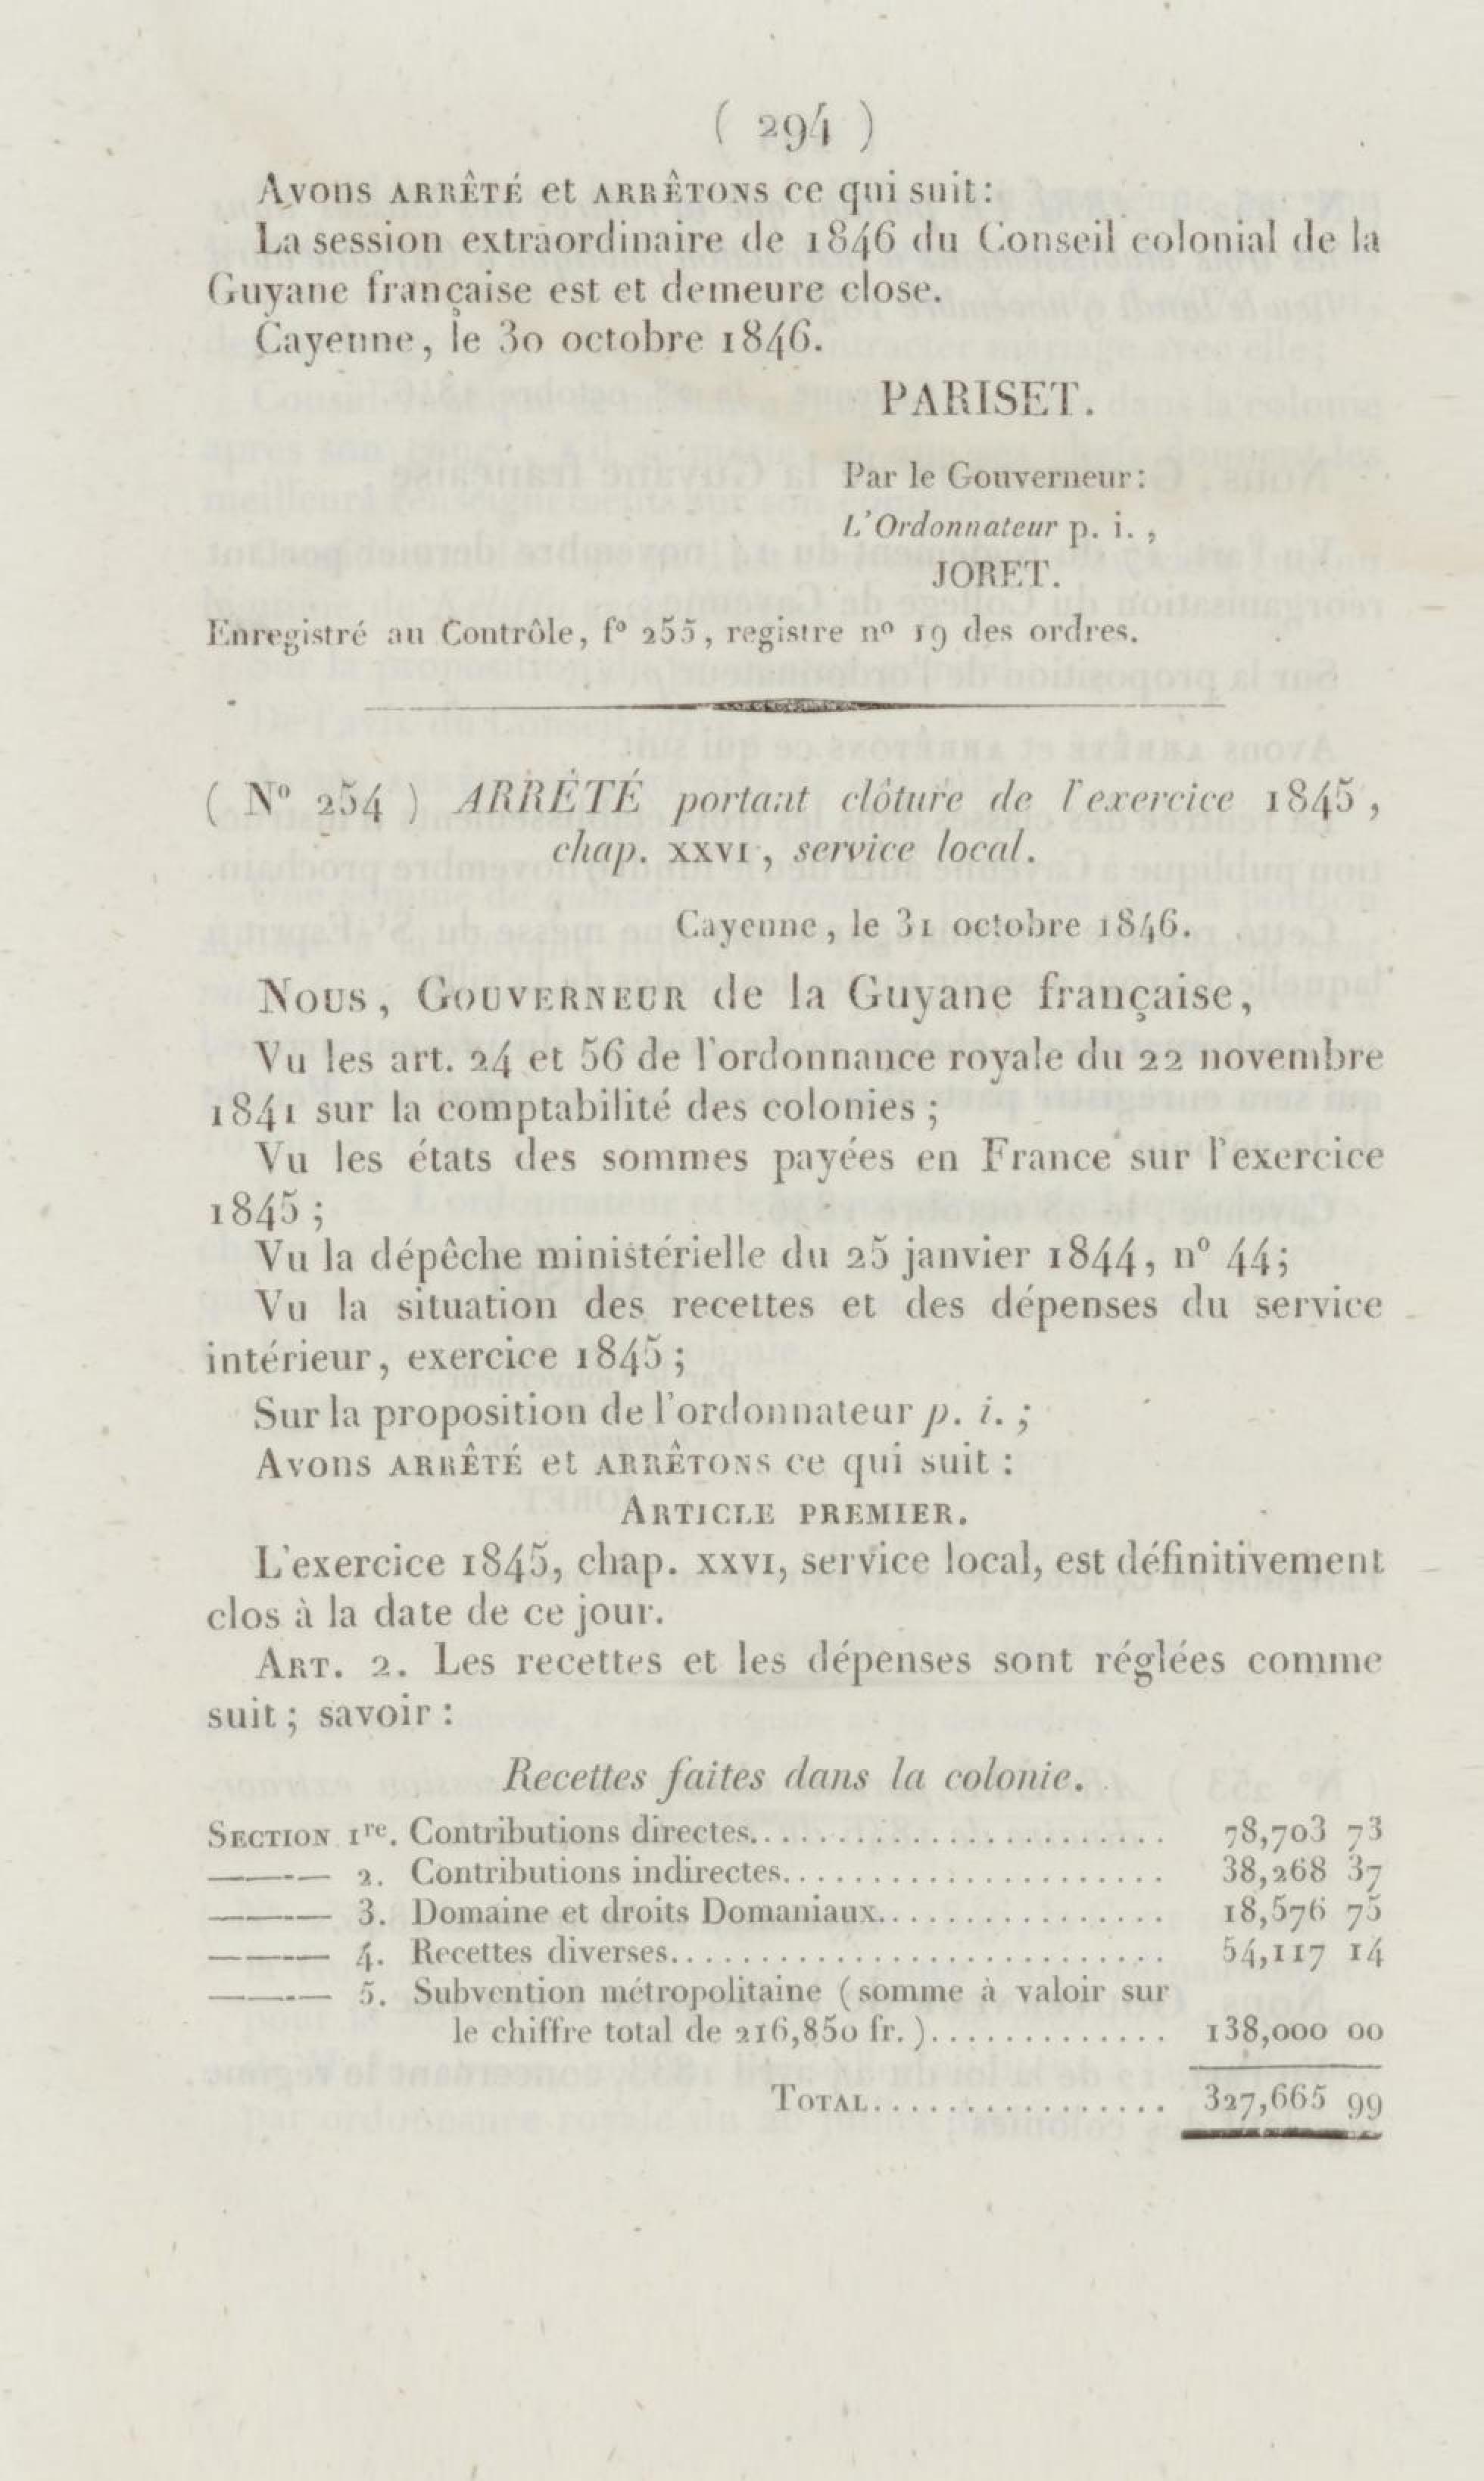 ( 294 )
Avons ARRÊTÉ et ARRÊTONS ce qui suit:
La session extraordinaire de 1846 du Conseil colonial de la
Guyane française est et demeure close.
Cayenne, le 30 octobre 1846.
PARISET.
Par le Gouverneur:
L'Ordonnateur p. i.,
JORET.
Enregistré au Contrôle, f° 255, registre n° 19 des ordres.
( N° 254 ) ARRÊTÉ portant clôture de l'exercice 1845,
chap. XXVI, service local.
Cayenne, le 31 octobre 1846.
NOUS, GOUVERNEUR de la Guyane française,
Vu les art. 24 et 56 de l'ordonnance royale du 22 novembre
1841 sur la comptabilité des colonies;
Vu les états des sommes payées en France sur l'exercice
1845;
Vu la dépêche ministérielle du 25 janvier 1844, n° 44;
Vu la situation des recettes et des dépenses du service
intérieur, exercice 1845;
Sur la proposition de l'ordonnateur p. i.;
Avons ARRÊTÉ et ARRÊTONS ce qui suit :
ARTICLE PREMIER.
L'exercice 1845, chap. XXVI, service local, est définitivement
clos à la date de ce jour.
ART. 2. Les recettes et les dépenses sont réglées comme
suit; savoir :
Recettes faites dans la colonie.
SECTION 1re. Contributions directes........................ 78,703 73
——— 2. Contributions indirectes...................... 38,268 37
——— 3. Domaine et droits Domaniaux................. 18,576 75
——— 4. Recettes diverses............................. 54,117 14
——— 5. Subvention métropolitaine (somme à valoir sur
le chiffre total de 216,850 fr.).............. 138,000 00
TOTAL................. 327,665 99